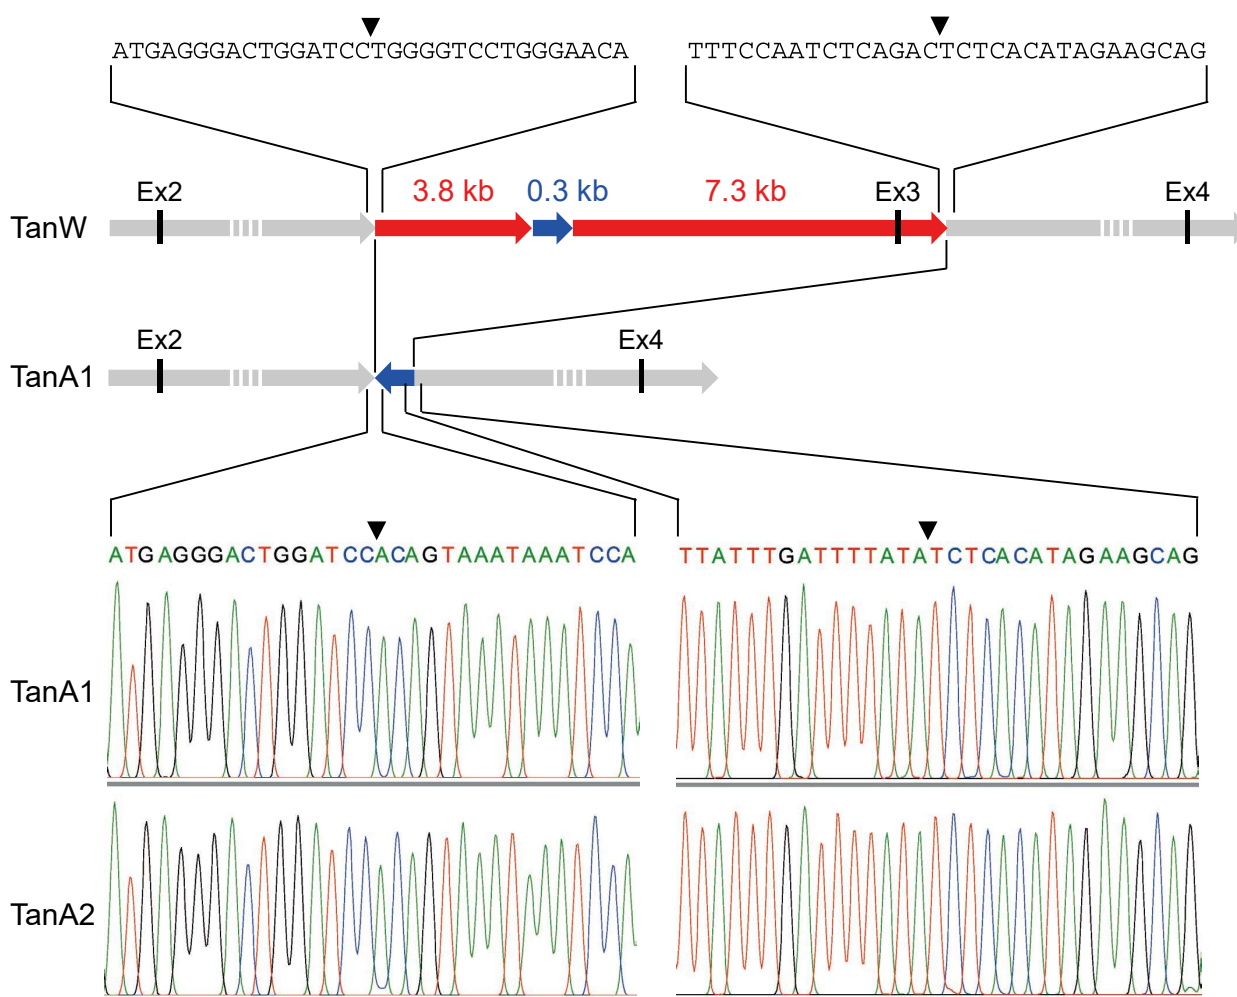 ATGAGGGACTGGATCCTGGGGTCCTGGGAACA TTTCCAATCTCAGACTCTCACATAGAAGCAG
Ex2 3.8 kb 0.3 kb 7.3 kb Ex3 Ex4
TanW
Ex2 Ex4
TanA1
ATGAGGGACTGGATCCACAGTAAATAAATCCA TTATTTGATTTTATATCTCACATAGAAGCAG
TanA1
TanA2